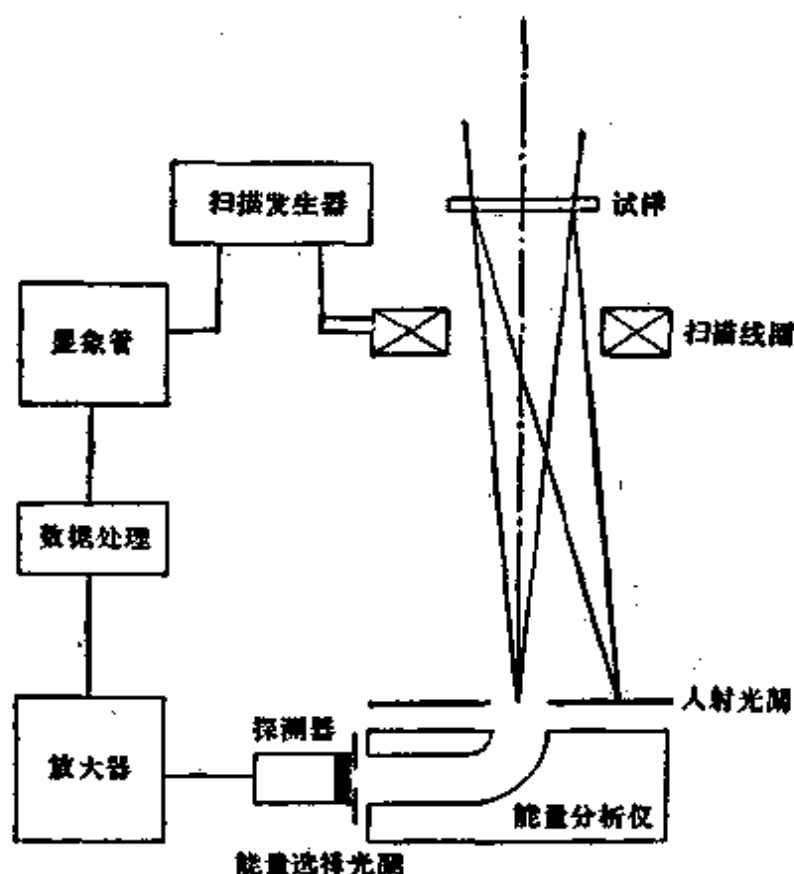 扫描发生器
试样
显象管
扫描线圈
数据处理
入射光阑
探测器
放大器
能量分析仪
能量选择光阑